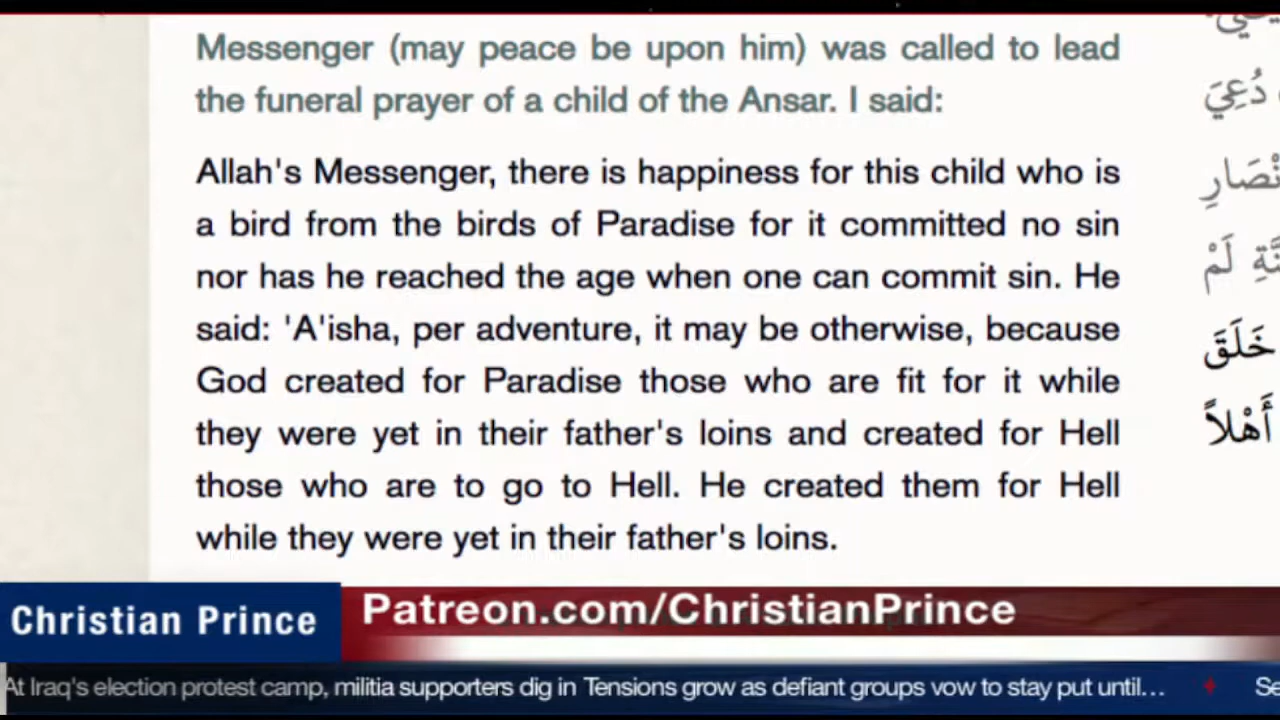 Messenger (may peace be upon him) was called to lead
the funeral prayer of a child of the Ansar. I said:
Allah's Messenger, there is happiness for this child who is
a bird from the birds of Paradise for it committed no sin
nor has he reached the age when one can commit sin. He
said: 'A'isha, per adventure, it may be otherwise, because
God created for Paradise those who are fit for it while
they were yet in their father's loins and created for Hell
those who are to go to Hell. He created them for Hell
while they were yet in their father's loins.
دُعِيَ
نْصَارِ
نَّةِ لَمْ
خَلَقَ
أَهْلاً
Christian Prince
Patreon.com/ChristianPrince
At Iraq's election protest camp, militia supporters dig in Tensions grow as defiant groups vow to stay put until... Se